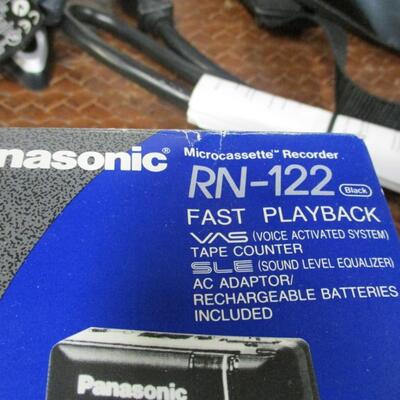 nasonic®
Microcassette™ Recorder
RN-122 Black
FAST PLAYBACK
VAS (VOICE ACTIVATED SYSTEM)
TAPE COUNTER
SLE (SOUND LEVEL EQUALIZER)
AC ADAPTOR/
RECHARGEABLE BATTERIES
INCLUDED
Panasonic